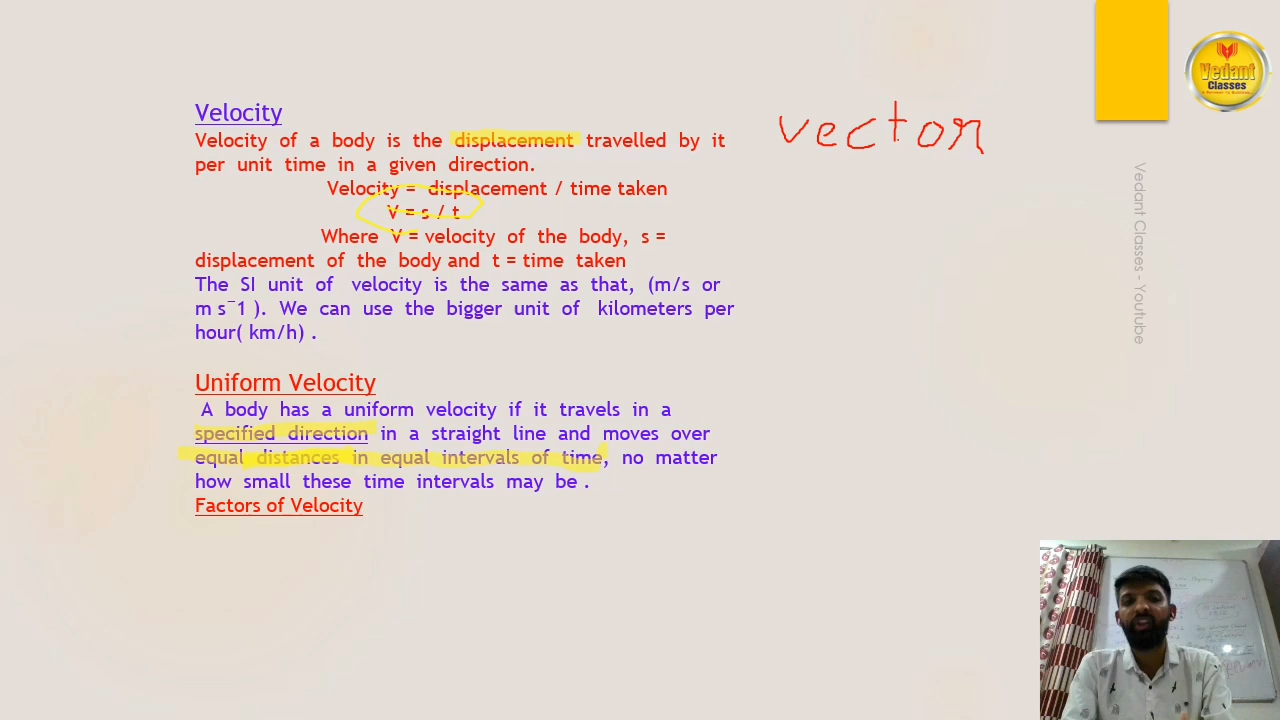 Velocity
Velocity of a body is the displacement travelled by it
per unit time in a given direction.
Velocity = displacement / time taken
V = s / t
Where V = velocity of the body, s =
displacement of the body and t = time taken
The SI unit of velocity is the same as that, (m/s or
m s⁻1 ). We can use the bigger unit of kilometers per
hour( km/h) .
Uniform Velocity
A body has a uniform velocity if it travels in a
specified direction in a straight line and moves over
equal distances in equal intervals of time, no matter
how small these time intervals may be .
Factors of Velocity
vector
Vedant
Classes
Vedant Classes - Youtube